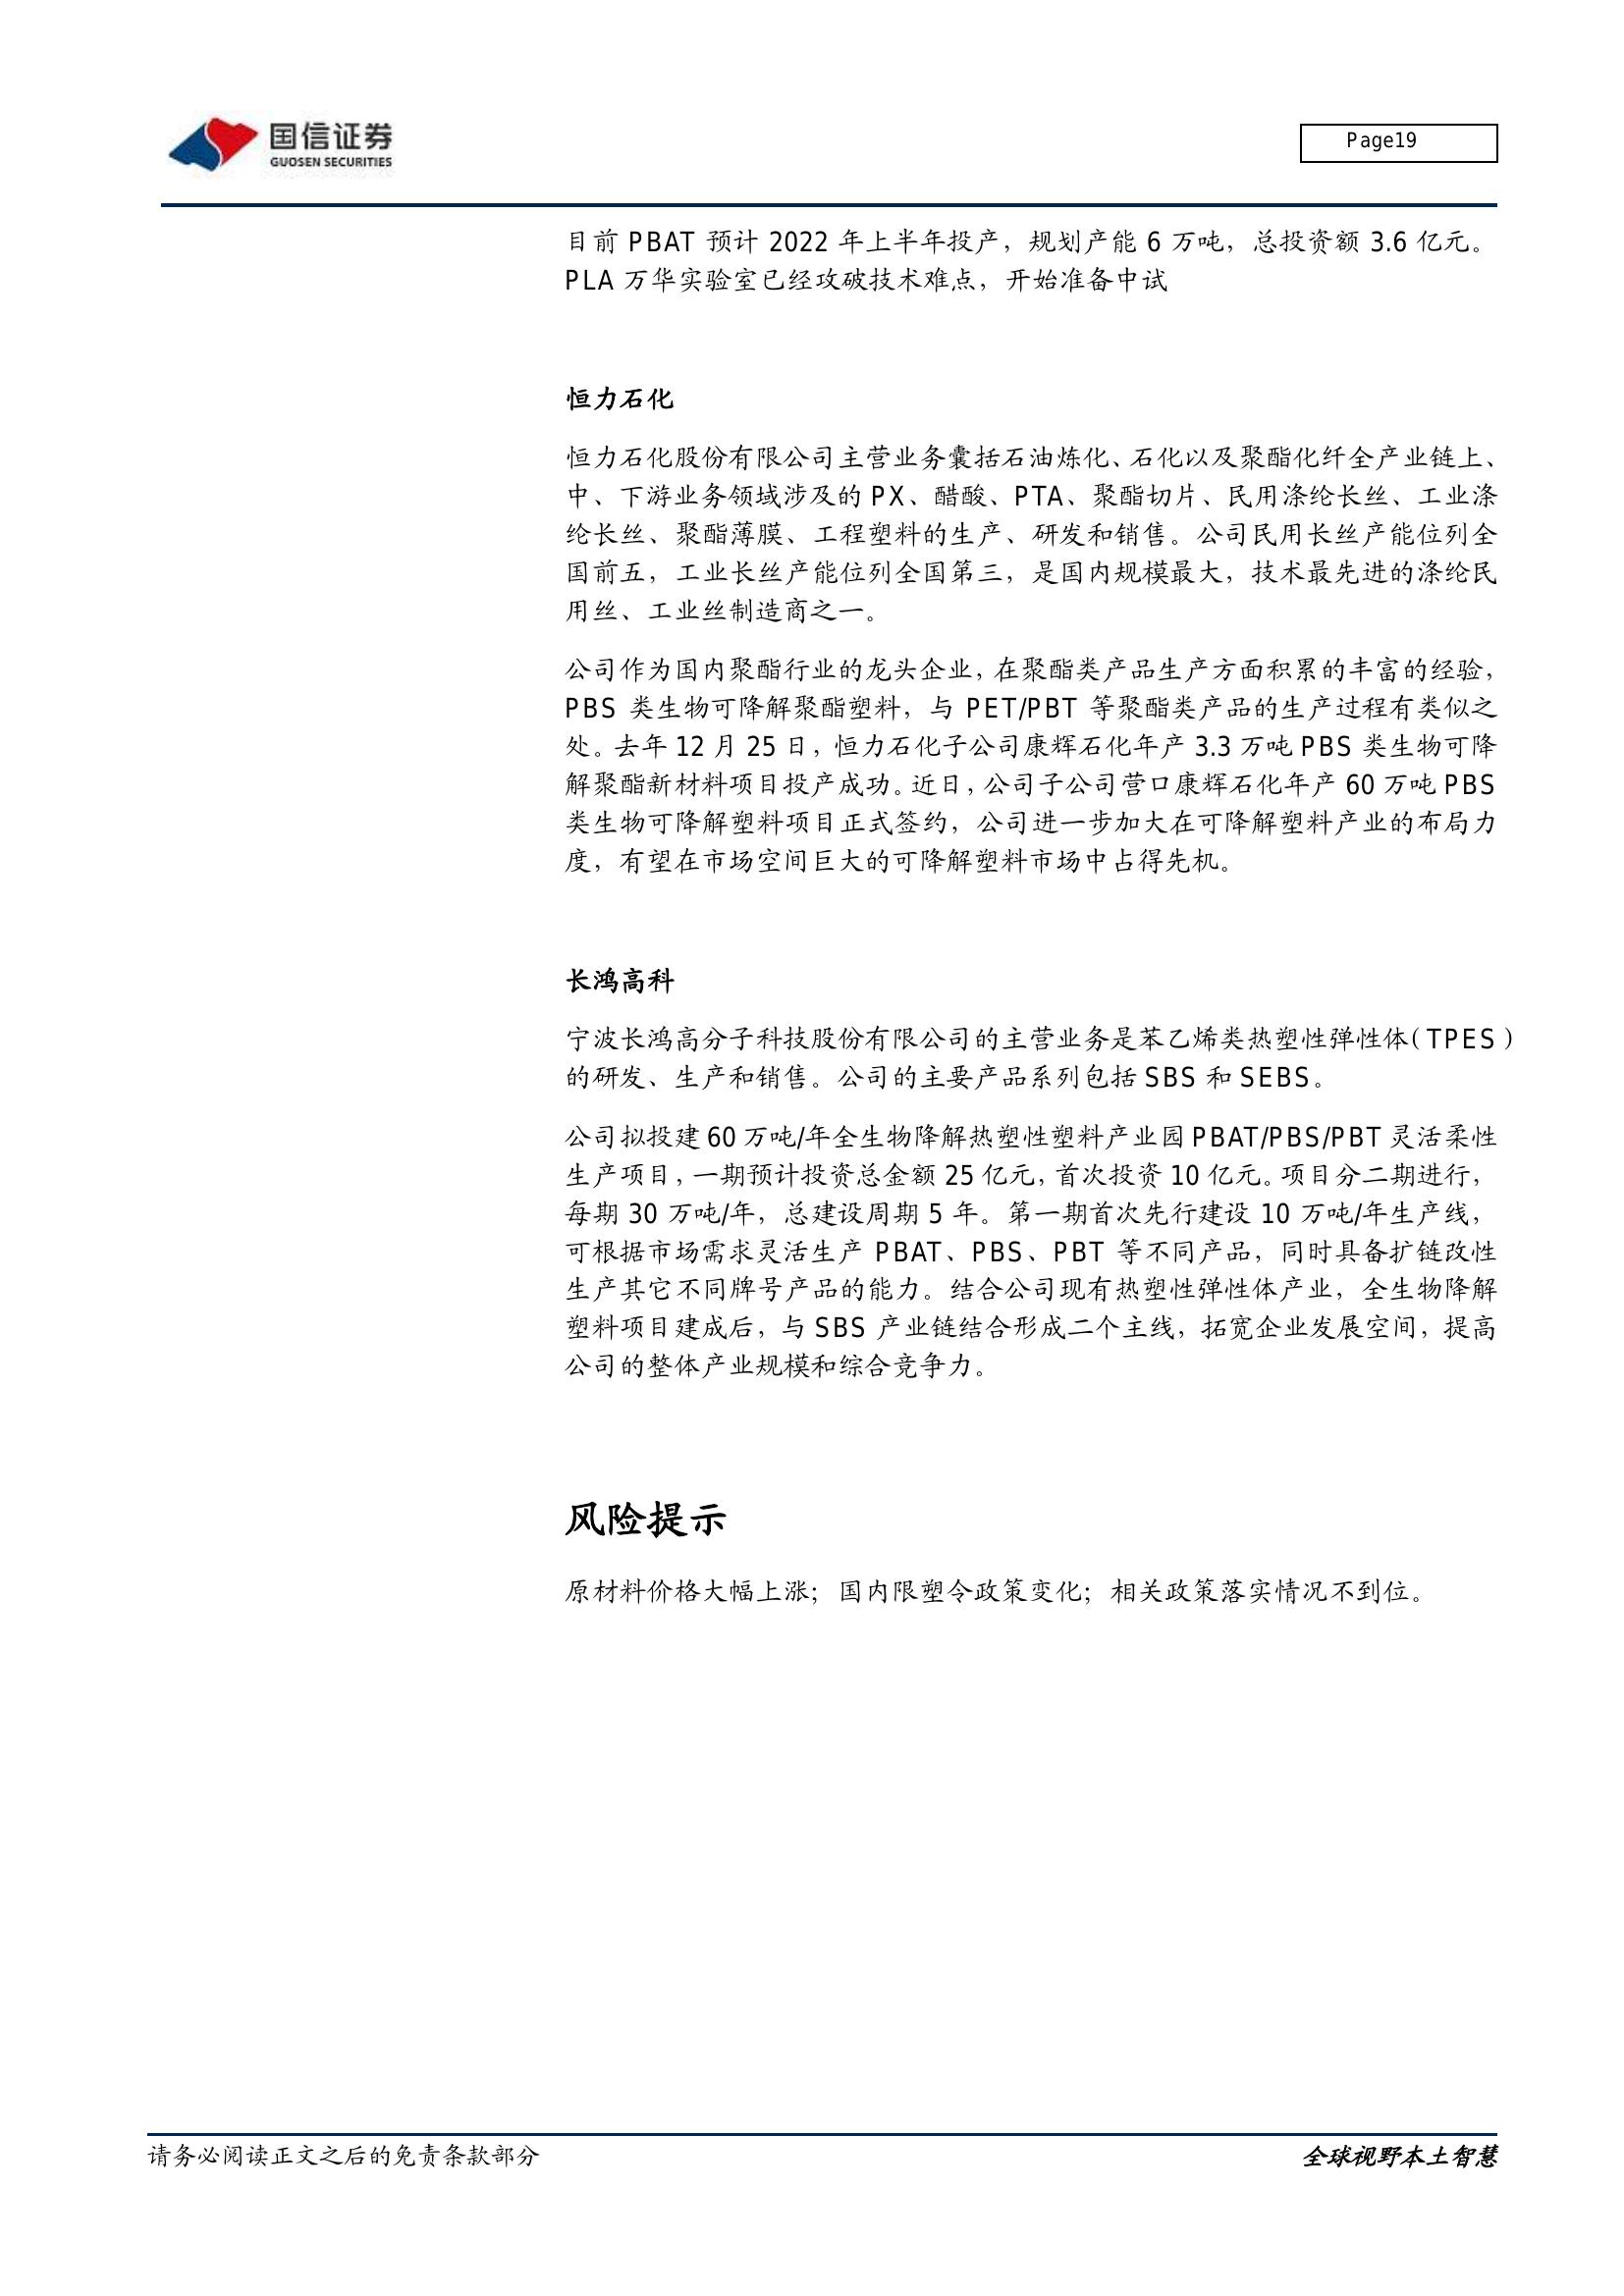 国信证券
GUOSEN SECURITIES
Page19
目前 PBAT 预计 2022 年上半年投产，规划产能 6 万吨，总投资额 3.6 亿元。
PLA 万华实验室已经攻破技术难点，开始准备中试
恒力石化
恒力石化股份有限公司主营业务囊括石油炼化、石化以及聚酯化纤全产业链上、
中、下游业务领域涉及的 PX、醋酸、PTA、聚酯切片、民用涤纶长丝、工业涤
纶长丝、聚酯薄膜、工程塑料的生产、研发和销售。公司民用长丝产能位列全
国前五，工业长丝产能位列全国第三，是国内规模最大，技术最先进的涤纶民
用丝、工业丝制造商之一。
公司作为国内聚酯行业的龙头企业，在聚酯类产品生产方面积累的丰富的经验，
PBS 类生物可降解聚酯塑料，与 PET/PBT 等聚酯类产品的生产过程有类似之
处。去年 12 月 25 日，恒力石化子公司康辉石化年产 3.3 万吨 PBS 类生物可降
解聚酯新材料项目投产成功。近日，公司子公司营口康辉石化年产 60 万吨 PBS
类生物可降解塑料项目正式签约，公司进一步加大在可降解塑料产业的布局力
度，有望在市场空间巨大的可降解塑料市场中占得先机。
长鸿高科
宁波长鸿高分子科技股份有限公司的主营业务是苯乙烯类热塑性弹性体（TPES）
的研发、生产和销售。公司的主要产品系列包括 SBS 和 SEBS。
公司拟投建 60 万吨/年全生物降解热塑性塑料产业园 PBAT/PBS/PBT 灵活柔性
生产项目，一期预计投资总金额 25 亿元，首次投资 10 亿元。项目分二期进行，
每期 30 万吨/年，总建设周期 5 年。第一期首次先行建设 10 万吨/年生产线，
可根据市场需求灵活生产 PBAT、PBS、PBT 等不同产品，同时具备扩链改性
生产其它不同牌号产品的能力。结合公司现有热塑性弹性体产业，全生物降解
塑料项目建成后，与 SBS 产业链结合形成二个主线，拓宽企业发展空间，提高
公司的整体产业规模和综合竞争力。
风险提示
原材料价格大幅上涨；国内限塑令政策变化；相关政策落实情况不到位。
请务必阅读正文之后的免责条款部分
全球视野本土智慧